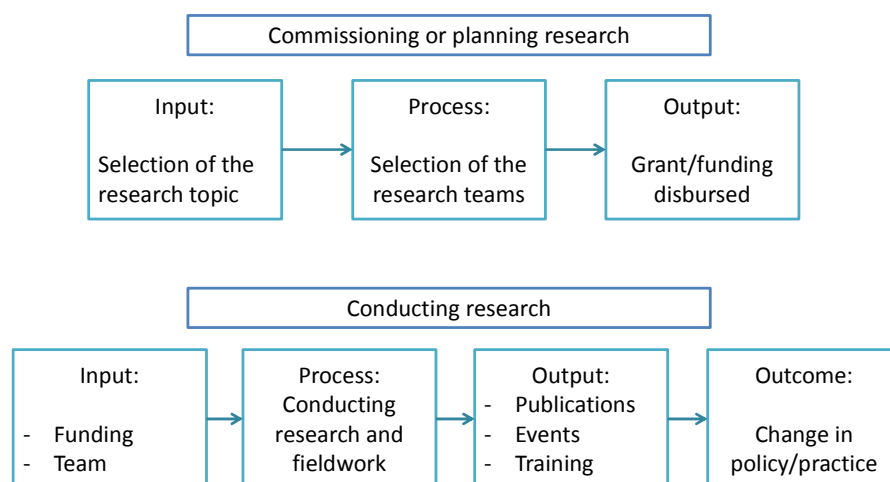 Commissioning or planning research
Input:
Selection of the
research topic
Process:
Selection of the
research teams
Output:
Grant/funding
disbursed
Conducting research
Input:
- Funding
- Team
Process:
Conducting
research and
fieldwork
Output:
- Publications
- Events
- Training
Outcome:
Change in
policy/practice